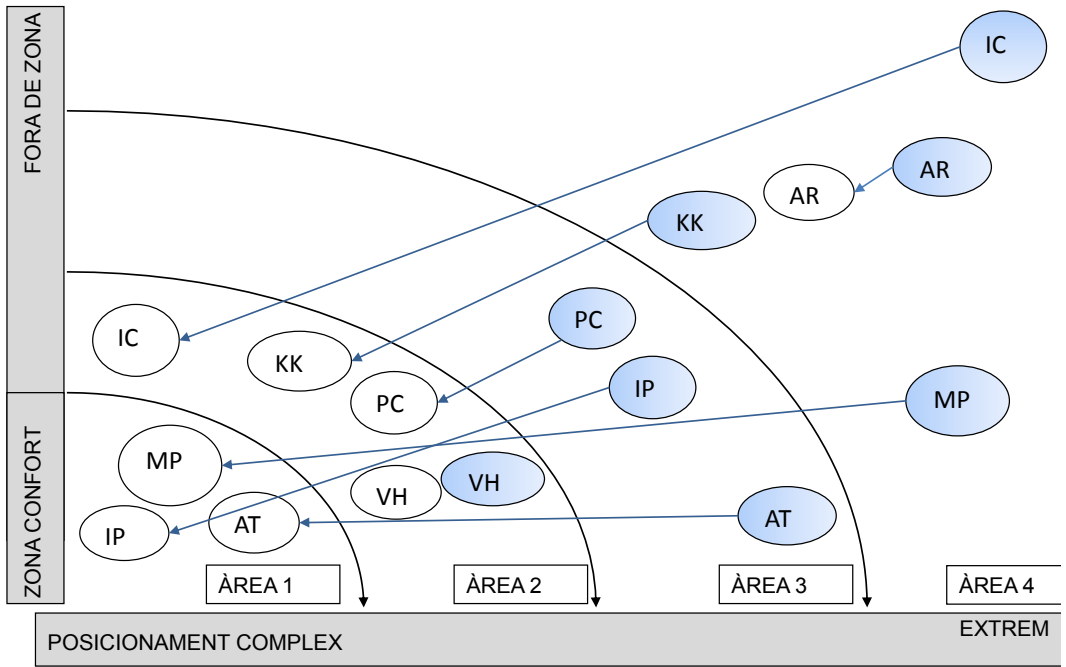 FORA DE ZONA
IC
AR
AR
KK
PC
IC
KK
PC
IP
MP
ZONA CONFORT
MP
VH
VH
IP
AT
AT
ÀREA 1
ÀREA 2
ÀREA 3
ÀREA 4
POSICIONAMENT COMPLEX
EXTREM